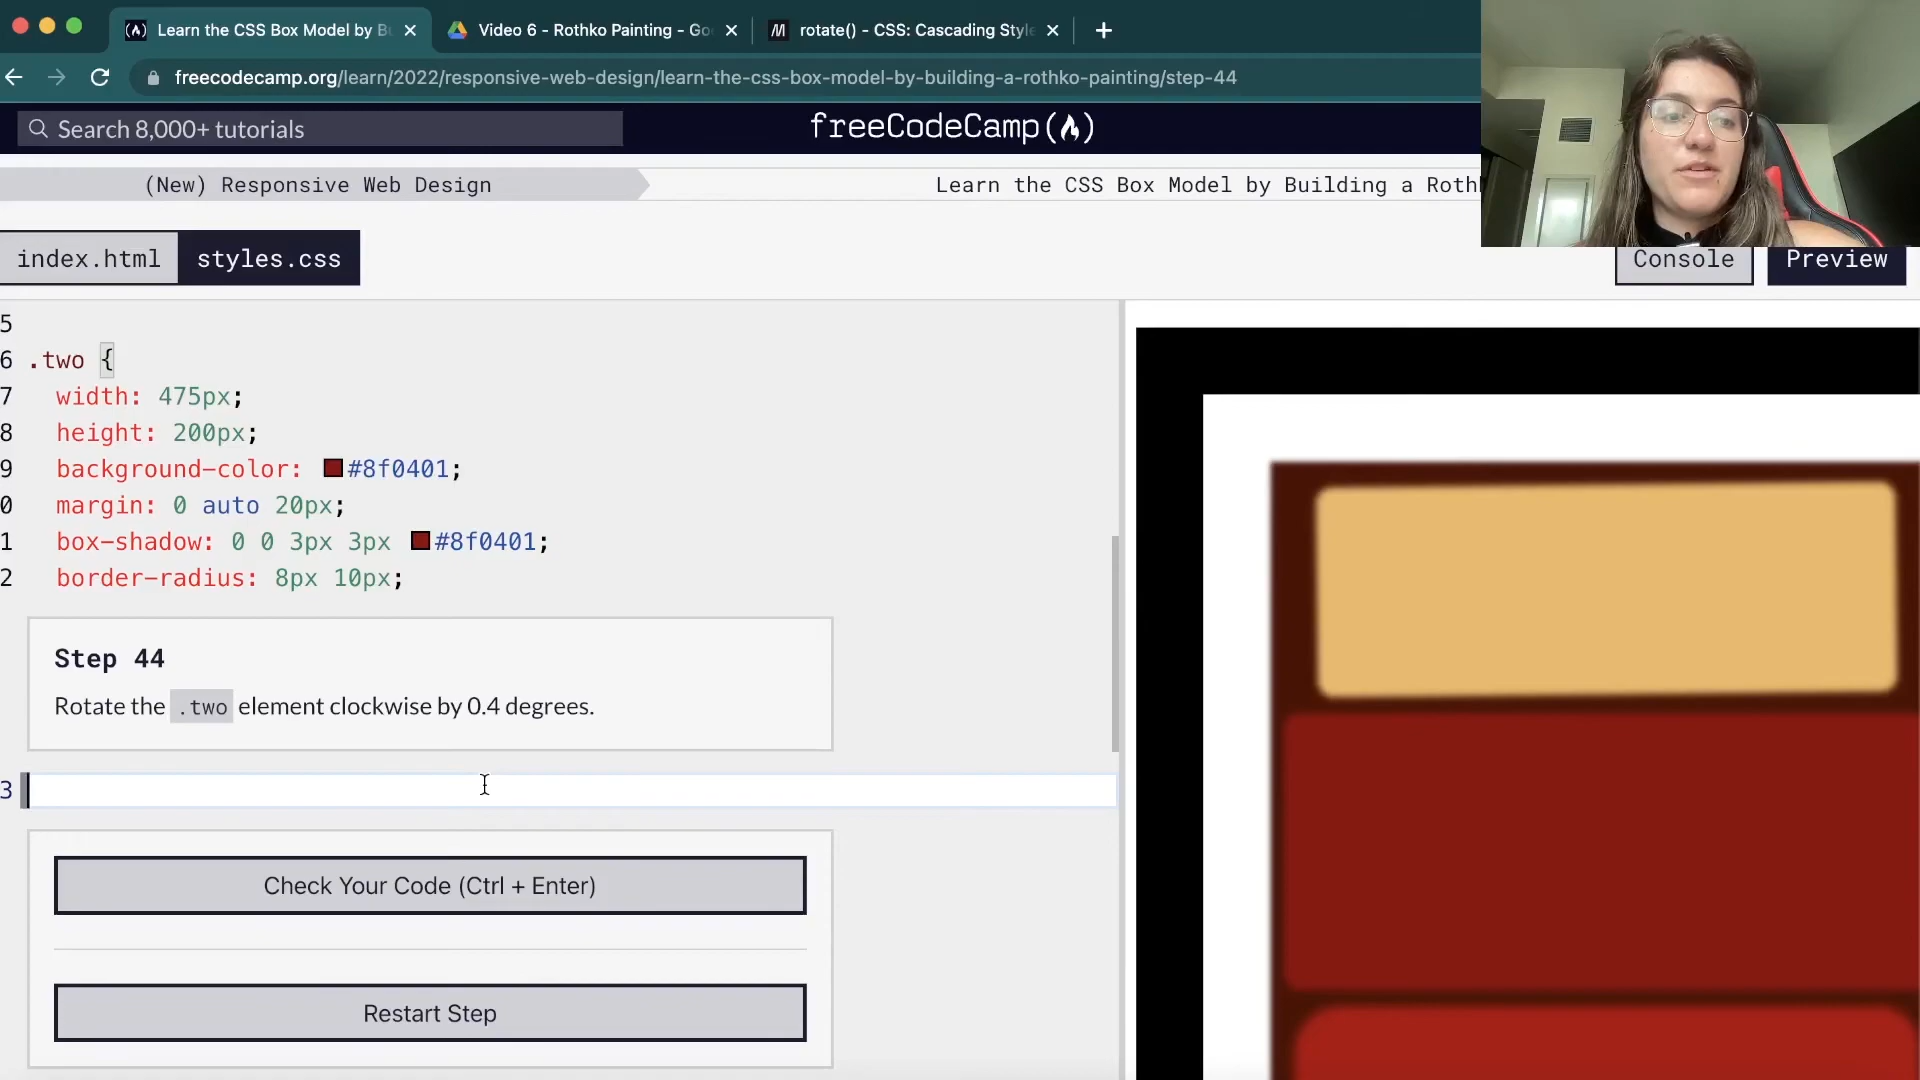 Learn the CSS Box Model by B
Video 6 - Rothko Painting - Go
rotate() - CSS: Cascading Style
freecodecamp.org/learn/2022/responsive-web-design/learn-the-css-box-model-by-building-a-rothko-painting/step-44
Search 8,000+ tutorials
freeCodeCamp
(New) Responsive Web Design
Learn the CSS Box Model by Building a Roth
index.html
styles.css
Console
Preview
5
6 .two {
7 width: 475px;
8 height: 200px;
9 background-color: #8f0401;
0 margin: 0 auto 20px;
1 box-shadow: 0 0 3px 3px #8f0401;
2 border-radius: 8px 10px;
Step 44
Rotate the .two element clockwise by 0.4 degrees.
3
Check Your Code (Ctrl + Enter)
Restart Step